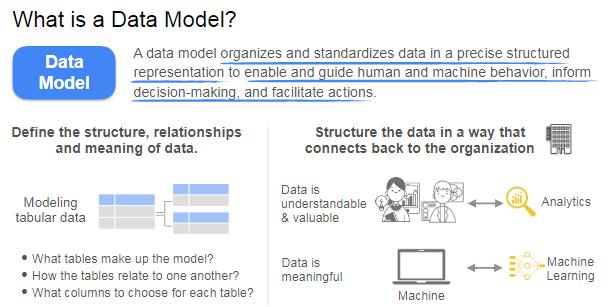 What is a Data Model?
Data
Model
A data model organizes and standardizes data in a precise structured
representation to enable and guide human and machine behavior, inform
decision-making, and facilitate actions.
Define the structure, relationships
and meaning of data.
Modeling
tabular data
• What tables make up the model?
• How the tables relate to one another?
• What columns to choose for each table?
Structure the data in a way that
connects back to the organization
Data is
understandable
& valuable
Analytics
Data is
meaningful
Machine
Machine
Learning